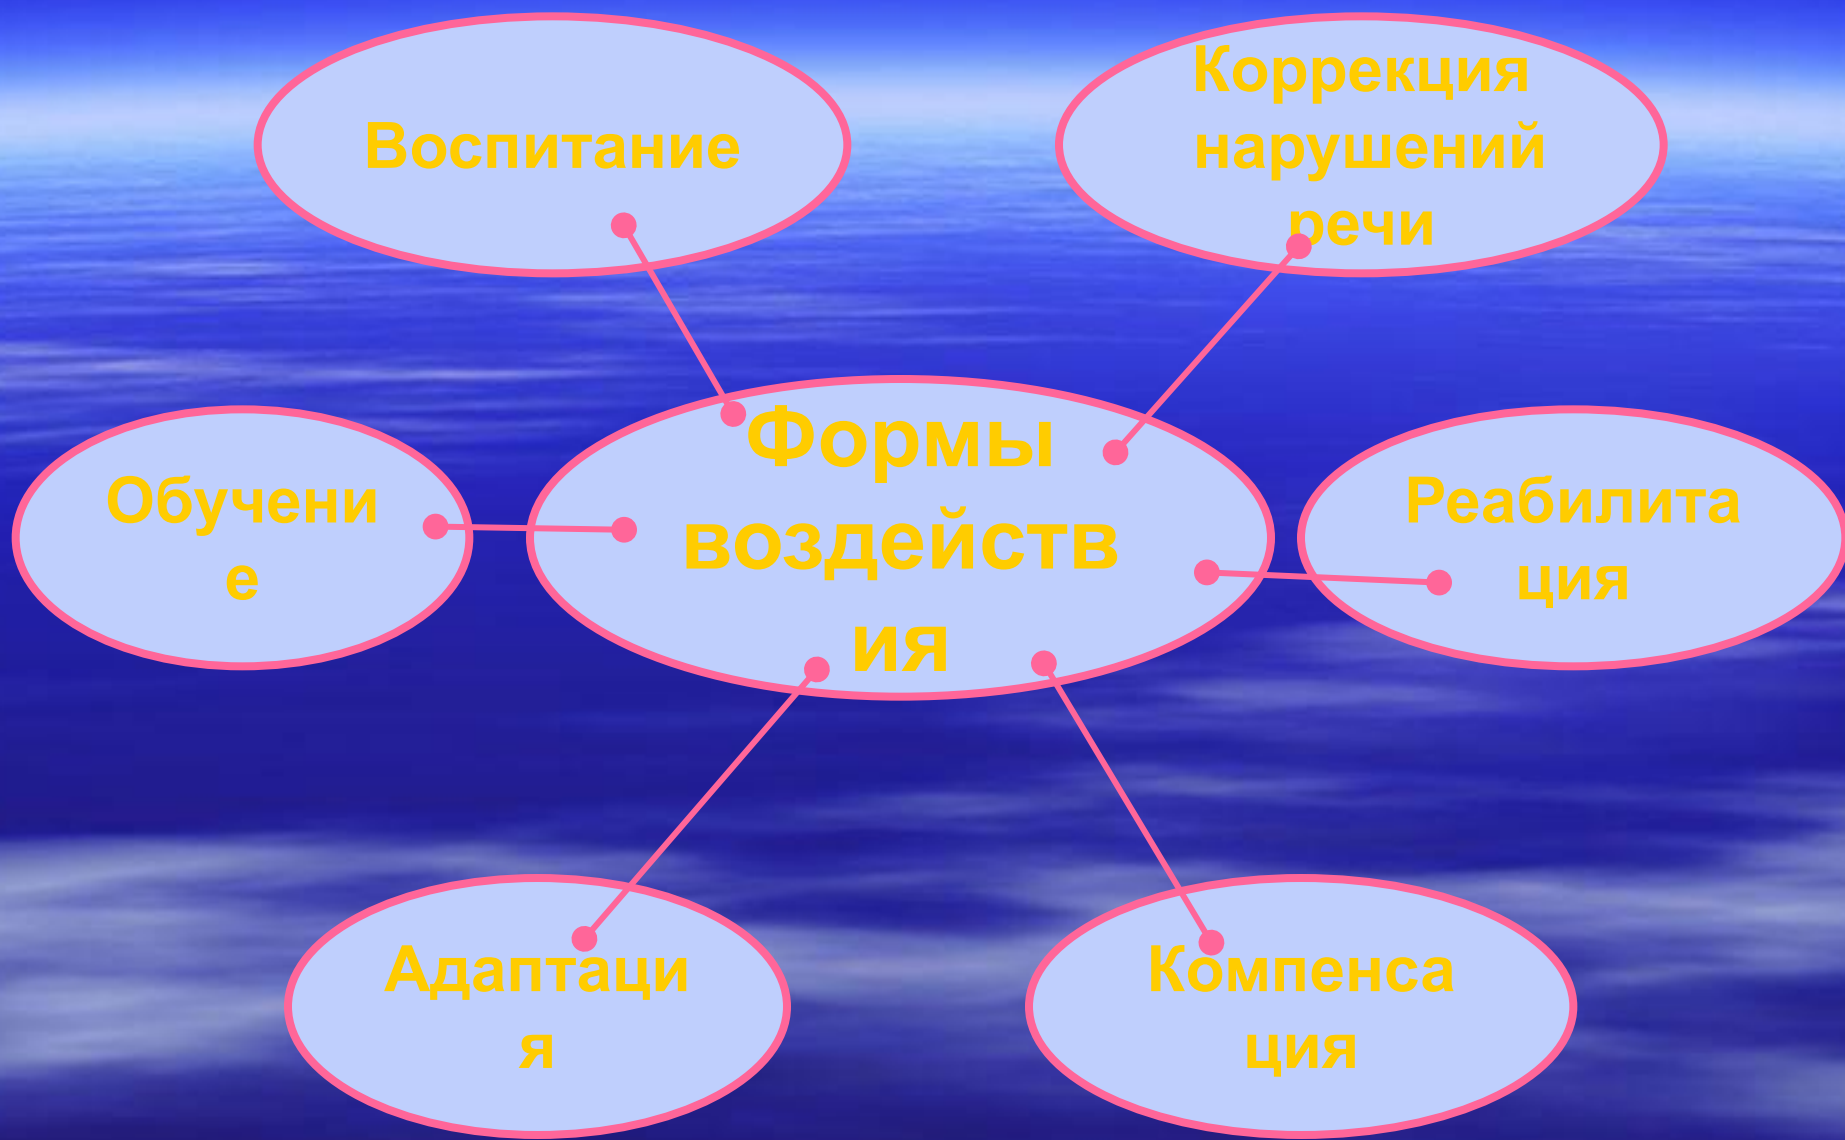 Воспитание
Коррекция
нарушений
речи
Формы
воздейств
ия
Обучени
е
Реабилита
ция
Адаптаци
я
Компенса
ция